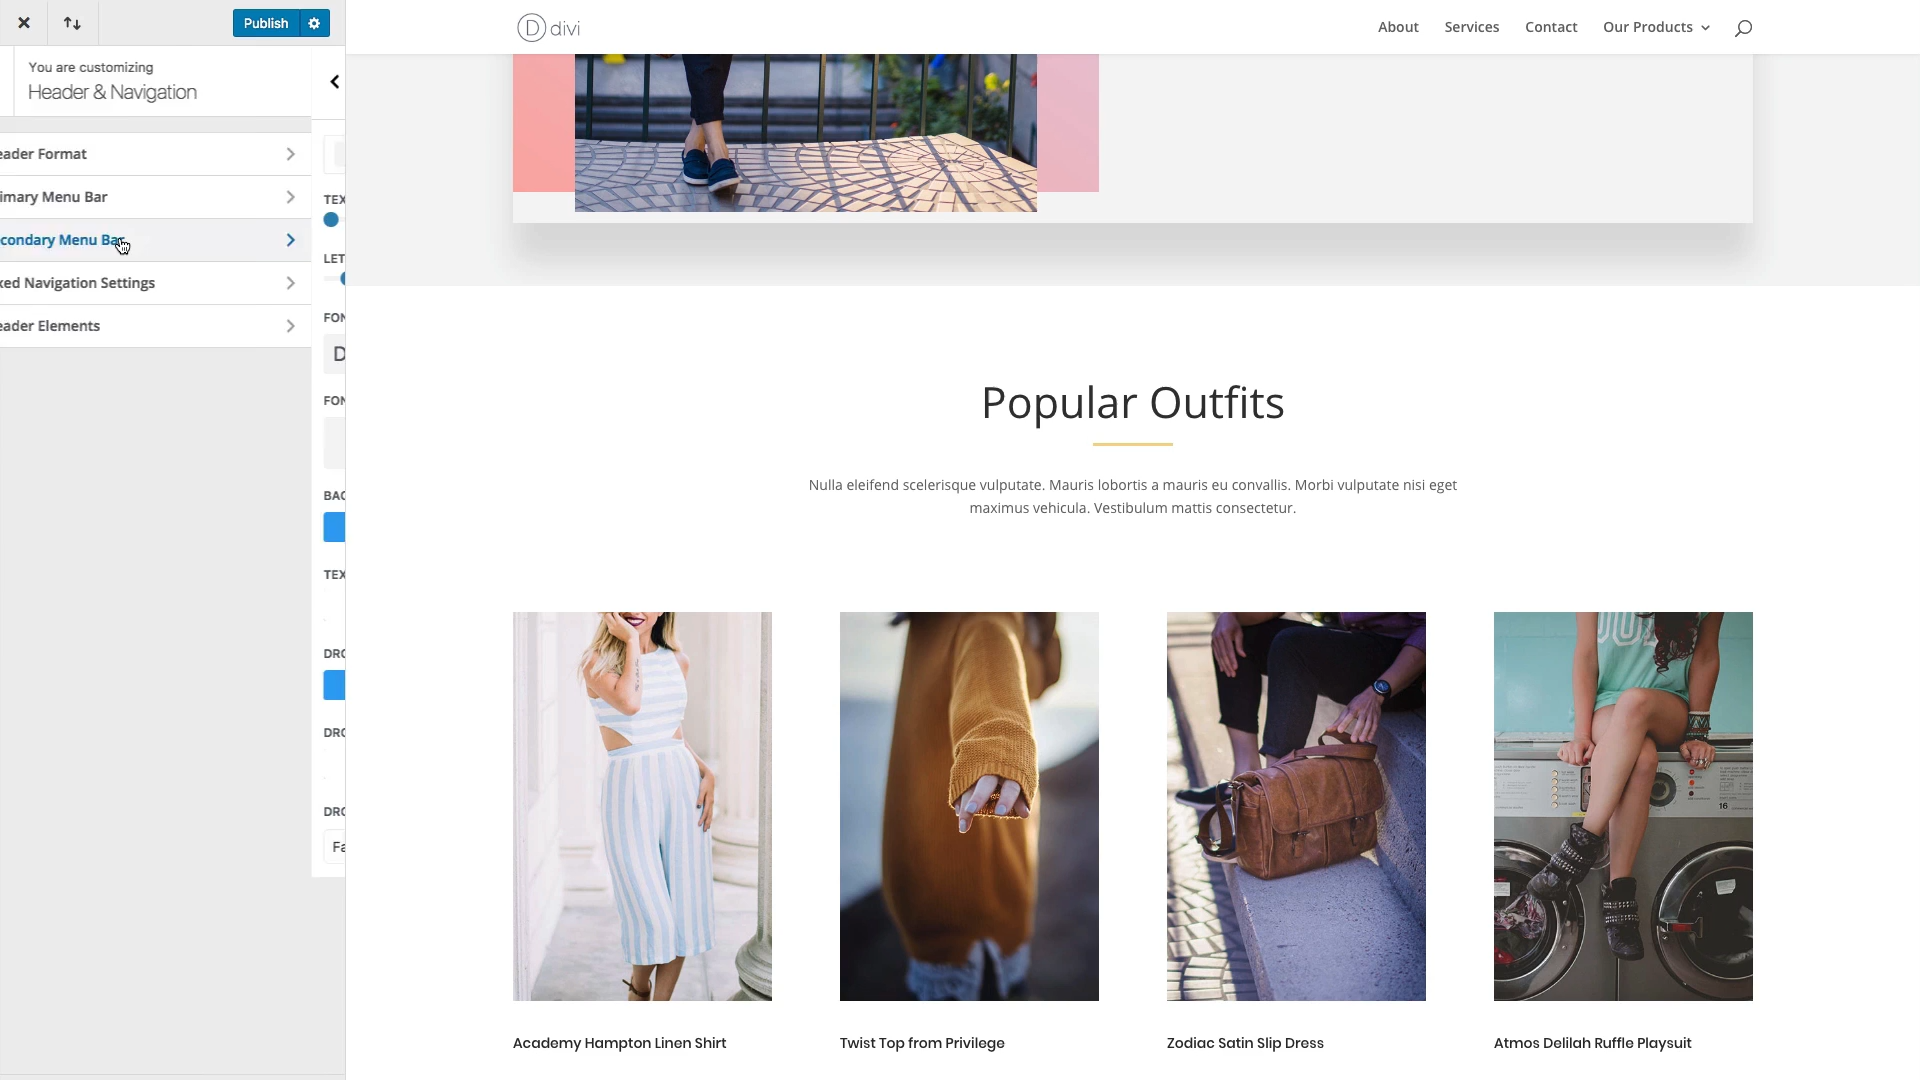 Publish
You are customizing
Header & Navigation
eader Format
imary Menu Bar
condary Menu Bar
xed Navigation Settings
eader Elements
TEX
LET
FON
D
FON
BAC
TEX
DRO
DRO
DRO
Fa
D divi
About
Services
Contact
Our Products
Popular Outfits
Nulla eleifend scelerisque vulputate. Mauris lobortis a mauris eu convallis. Morbi vulputate nisi eget
maximus vehicula. Vestibulum mattis consectetur.
16
Academy Hampton Linen Shirt
Twist Top from Privilege
Zodiac Satin Slip Dress
Atmos Delilah Ruffle Playsuit